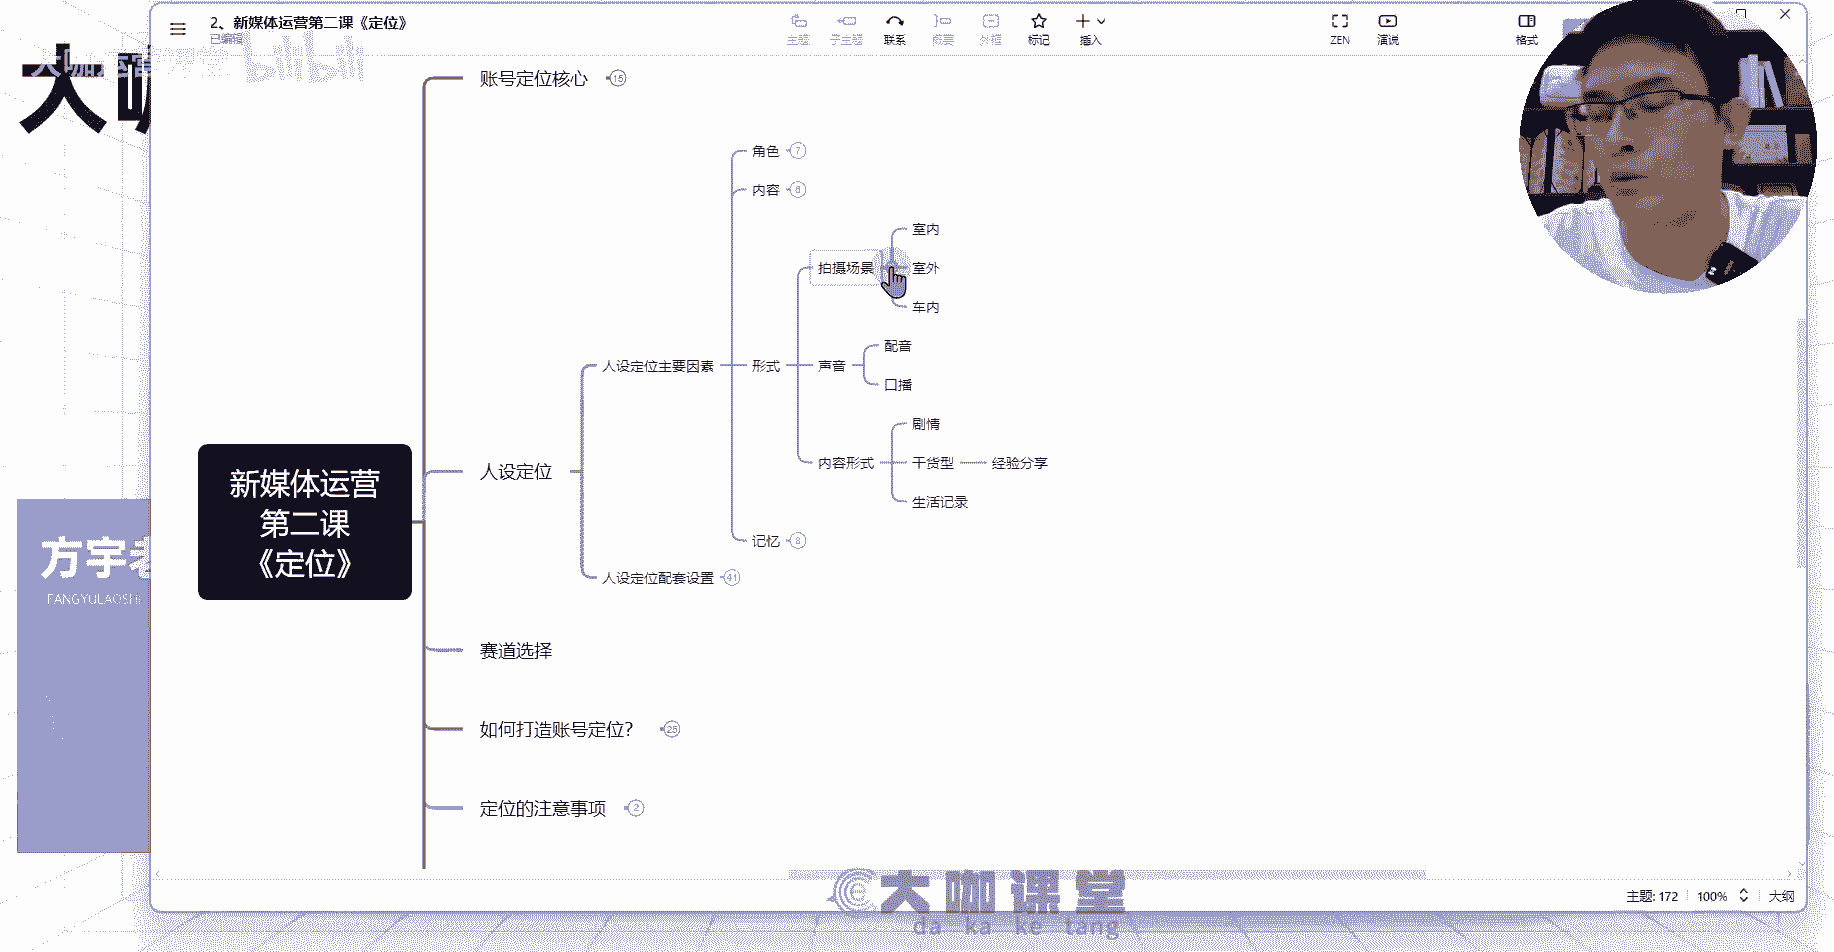 2、新媒体运营第二课《定位》
已编辑
主题
子主题
联系
概要
外框
标记
插入
ZEN
演说
格式
大咖运营课堂
bilibili
大咖
账号定位核心
15
角色
7
内容
6
室内
拍摄场景
室外
车内
配音
人设定位主要因素
形式
声音
口播
剧情
内容形式
干货型
经验分享
生活记录
人设定位
记忆
8
人设定位配套设置
41
新媒体运营
第二课
《定位》
方宇老
FANGYULAOSHI
赛道选择
如何打造账号定位?
25
定位的注意事项
2
大咖课堂
da ka ke tang
主题: 172
100%
大纲